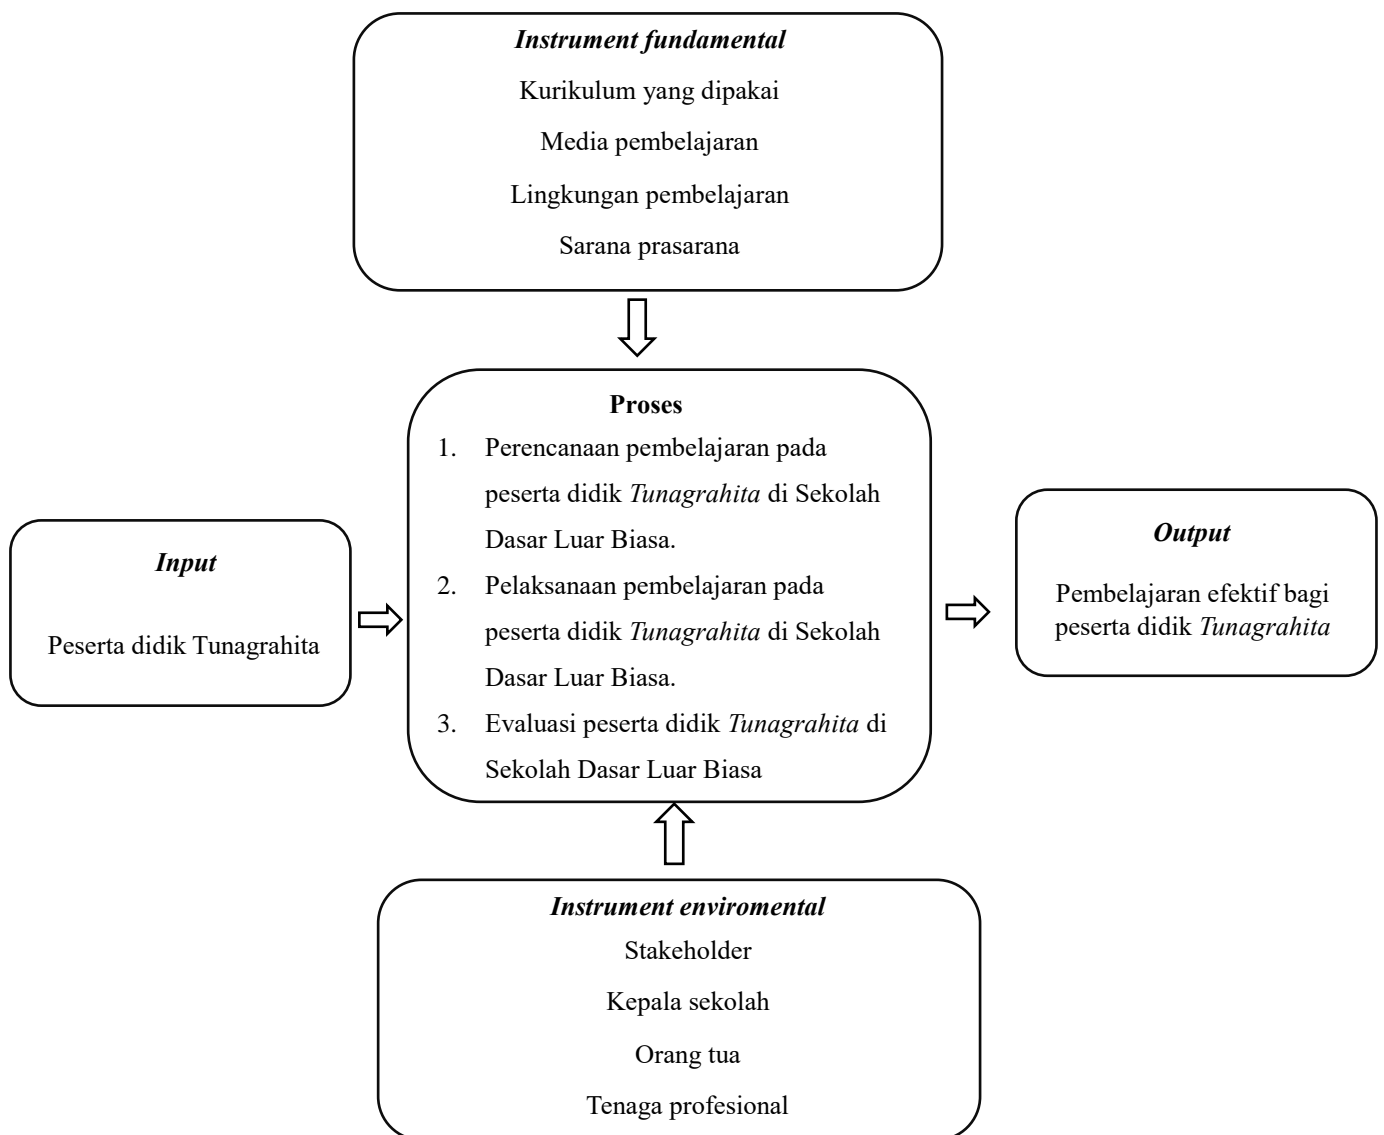 Instrument fundamental
Kurikulum yang dipakai
Media pembelajaran
Lingkungan pembelajaran
Sarana prasarana
Input
Peserta didik Tunagrahita
Proses
1. Perencanaan pembelajaran pada
peserta didik Tunagrahita di Sekolah
Dasar Luar Biasa.
2. Pelaksanaan pembelajaran pada
peserta didik Tunagrahita di Sekolah
Dasar Luar Biasa.
3. Evaluasi peserta didik Tunagrahita di
Sekolah Dasar Luar Biasa
Output
Pembelajaran efektif bagi
peserta didik Tunagrahita
Instrument enviromental
Stakeholder
Kepala sekolah
Orang tua
Tenaga profesional